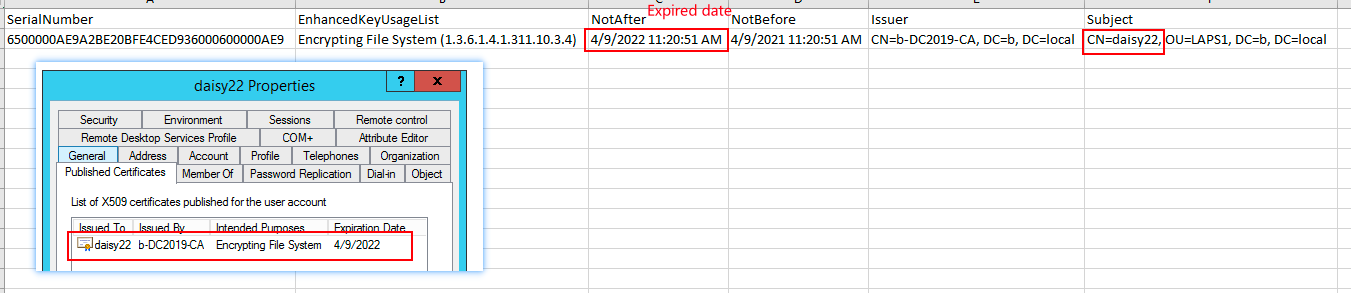 Expired date
SerialNumber EnhancedKeyUsageList NotAfter NotBefore Issuer Subject
6500000AE9A2BE20BFE4CED936000600000AE9 Encrypting File System (1.3.6.1.4.1.311.10.3.4) 4/9/2022 11:20:51 AM 4/9/2021 11:20:51 AM CN=b-DC2019-CA, DC=b, DC=local CN=daisy22, OU=LAPS1, DC=b, DC=local
daisy22 Properties ? x
Security Environment Sessions Remote control
Remote Desktop Services Profile COM+ Attribute Editor
General Address Account Profile Telephones Organization
Published Certificates Member Of Password Replication Dial-in Object
List of X509 certificates published for the user account
Issued To Issued By Intended Purposes Expiration Date
daisy22 b-DC2019-CA Encrypting File System 4/9/2022